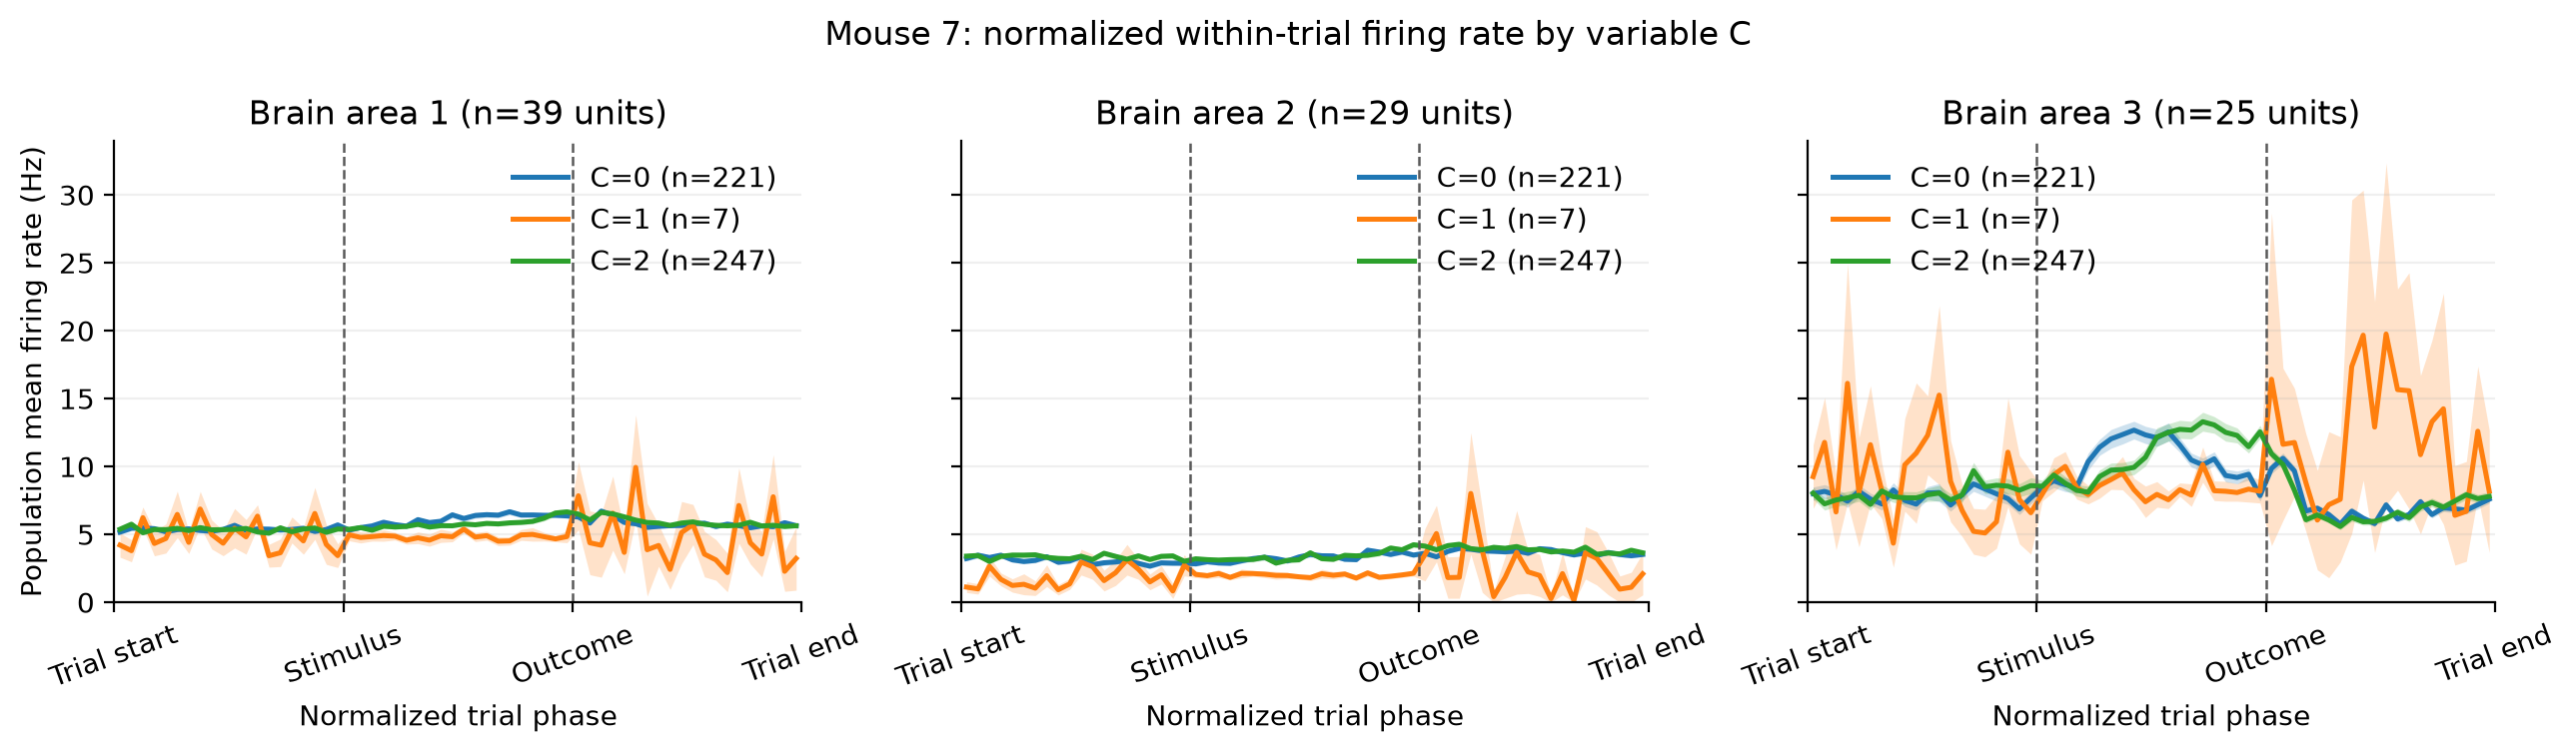 Mouse 7: normalized within-trial firing rate by variable C
Brain area 1 (n=39 units)
Population mean firing rate (Hz)
30
25
20
15
10
5
0
C=0 (n=221)
C=1 (n=7)
C=2 (n=247)
Trial start
Stimulus
Outcome
Trial end
Normalized trial phase
Brain area 2 (n=29 units)
C=0 (n=221)
C=1 (n=7)
C=2 (n=247)
Trial start
Stimulus
Outcome
Trial end
Normalized trial phase
Brain area 3 (n=25 units)
C=0 (n=221)
C=1 (n=7)
C=2 (n=247)
Trial start
Stimulus
Outcome
Trial end
Normalized trial phase